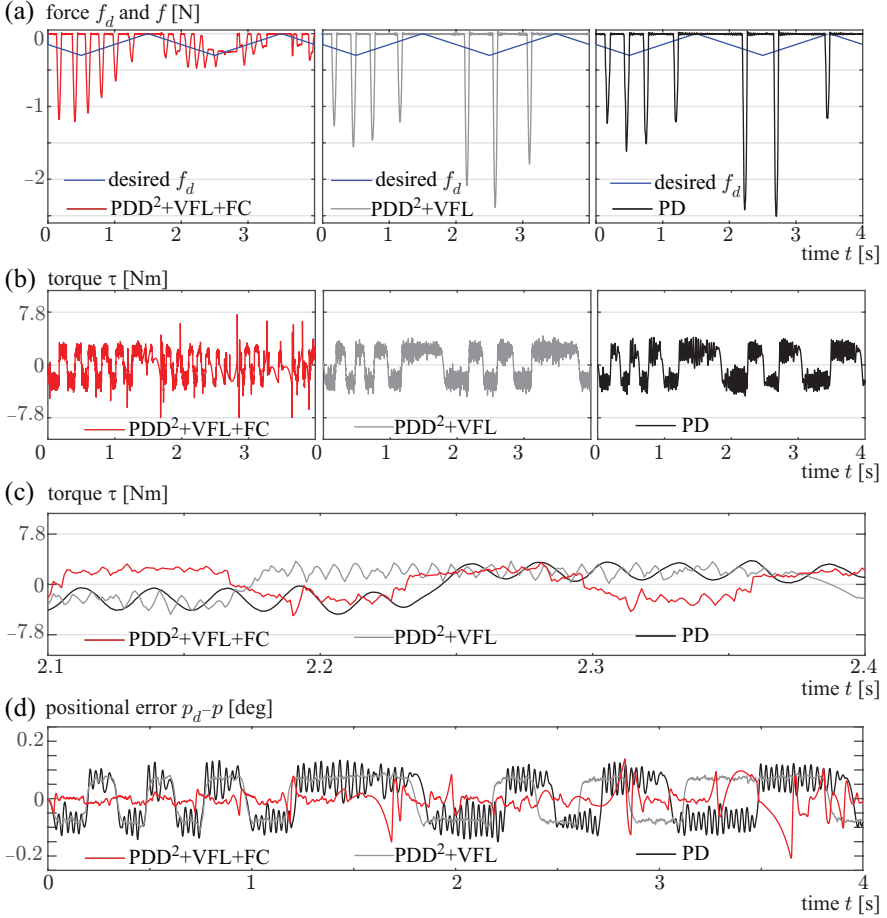 (a) force f_d and f [N]
0
-1
-2
desired f_d
PDD²+VFL+FC
desired f_d
PDD²+VFL
desired f_d
PD
0 1 2 3
0 1 2 3
0 1 2 3 4
time t [s]
(b) torque τ [Nm]
7.8
0
-7.8
PDD²+VFL+FC
PDD²+VFL
PD
0 1 2 3
0 1 2 3
0 1 2 3 4
time t [s]
(c) torque τ [Nm]
7.8
0
-7.8
PDD²+VFL+FC
PDD²+VFL
PD
2.1 2.2 2.3 2.4
time t [s]
(d) positional error p_d-p [deg]
0.2
0
-0.2
PDD²+VFL+FC
PDD²+VFL
PD
0 1 2 3 4
time t [s]